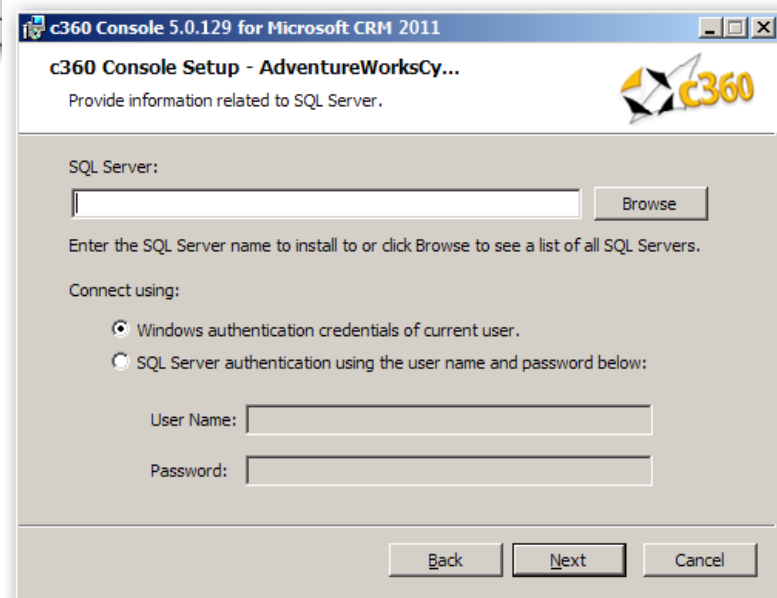 c360 Console 5.0.129 for Microsoft CRM 2011
c360 Console Setup - AdventureWorksCy...
Provide information related to SQL Server.
c360
SQL Server:
Browse
Enter the SQL Server name to install to or click Browse to see a list of all SQL Servers.
Connect using:
Windows authentication credentials of current user.
SQL Server authentication using the user name and password below:
User Name:
Password:
Back Next Cancel